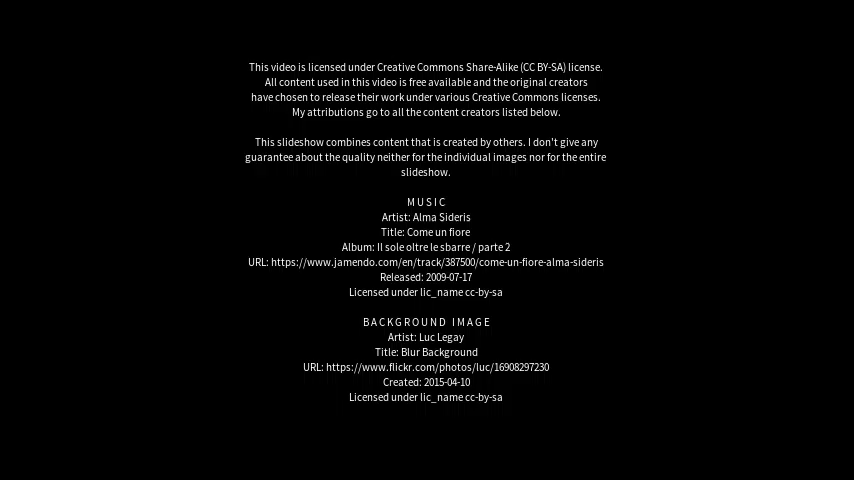 This video is licensed under Creative Commons Share-Alike (CC BY-SA) license.
All content used in this video is free available and the original creators
have chosen to release their work under various Creative Commons licenses.
My attributions go to all the content creators listed below.
This slideshow combines content that is created by others. I don't give any
guarantee about the quality neither for the individual images nor for the entire
slideshow.
MUSIC
Artist: Alma Sideris
Title: Come un fiore
Album: Il sole oltre le sbarre / parte 2
URL: https://www.jamendo.com/en/track/387500/come-un-fiore-alma-sideris
Released: 2009-07-17
Licensed under lic_name cc-by-sa
BACKGROUND IMAGE
Artist: Luc Legay
Title: Blur Background
URL: https://www.flickr.com/photos/luc/16908297230
Created: 2015-04-10
Licensed under lic_name cc-by-sa